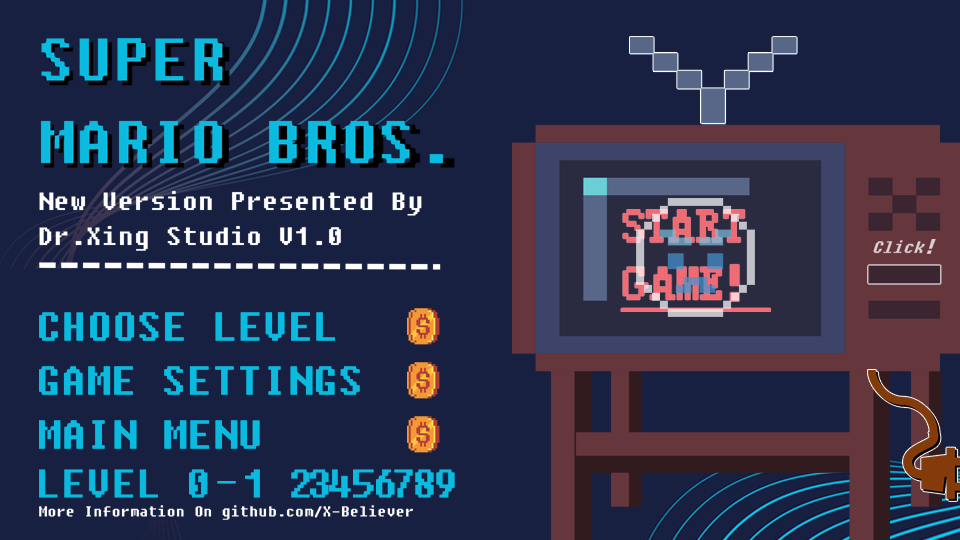 SUPER
MARIO BROS.
New Version Presented By
Dr.Xing Studio V1.0
CHOOSE LEVEL
GAME SETTINGS
MAIN MENU
LEVEL 0-1 23456789
More Information On github.com/X-Believer
START
GAME!
Click!